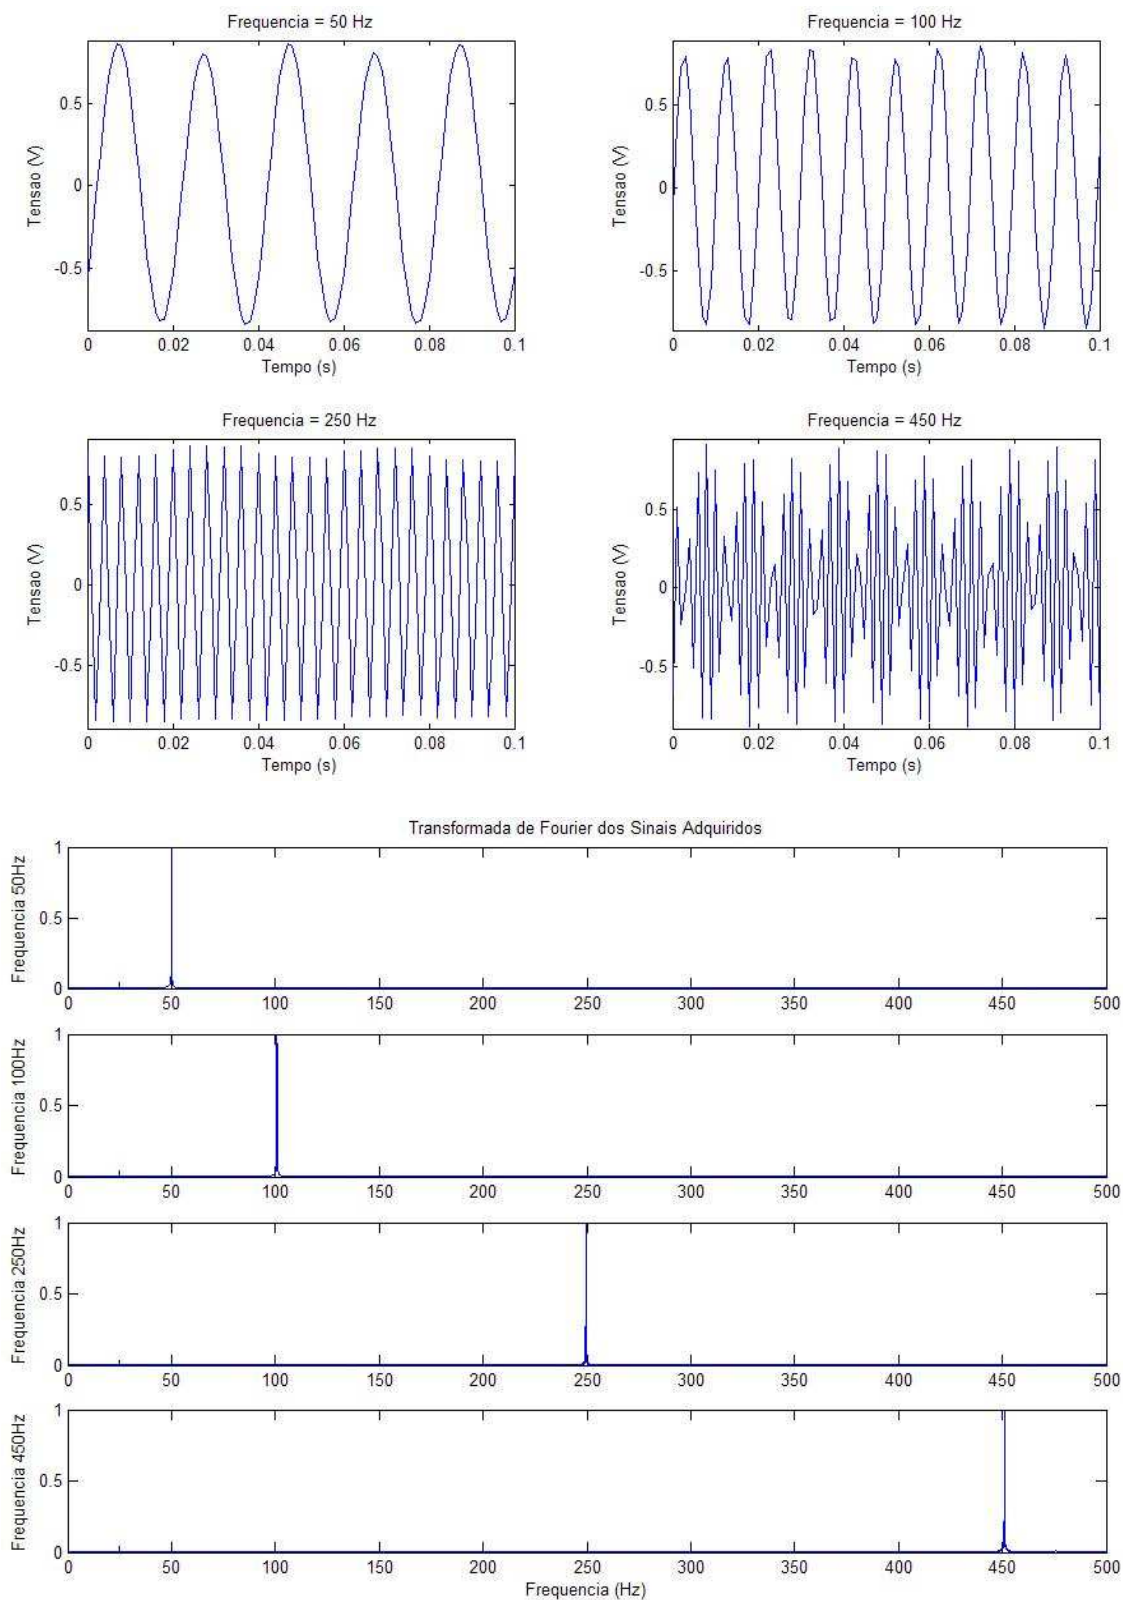 Frequencia = 50 Hz
Tensao (V)
0.5
0
-0.5
0 0.02 0.04 0.06 0.08 0.1
Tempo (s)
Frequencia = 100 Hz
Tensao (V)
0.5
0
-0.5
0 0.02 0.04 0.06 0.08 0.1
Tempo (s)
Frequencia = 250 Hz
Tensao (V)
0.5
0
-0.5
0 0.02 0.04 0.06 0.08 0.1
Tempo (s)
Frequencia = 450 Hz
Tensao (V)
0.5
0
-0.5
0 0.02 0.04 0.06 0.08 0.1
Tempo (s)
Transformada de Fourier dos Sinais Adquiridos
Frequencia 50Hz
1
0.5
0
0 50 100 150 200 250 300 350 400 450 500
Frequencia 100Hz
1
0.5
0
0 50 100 150 200 250 300 350 400 450 500
Frequencia 250Hz
1
0.5
0
0 50 100 150 200 250 300 350 400 450 500
Frequencia 450Hz
1
0.5
0
0 50 100 150 200 250 300 350 400 450 500
Frequencia (Hz)